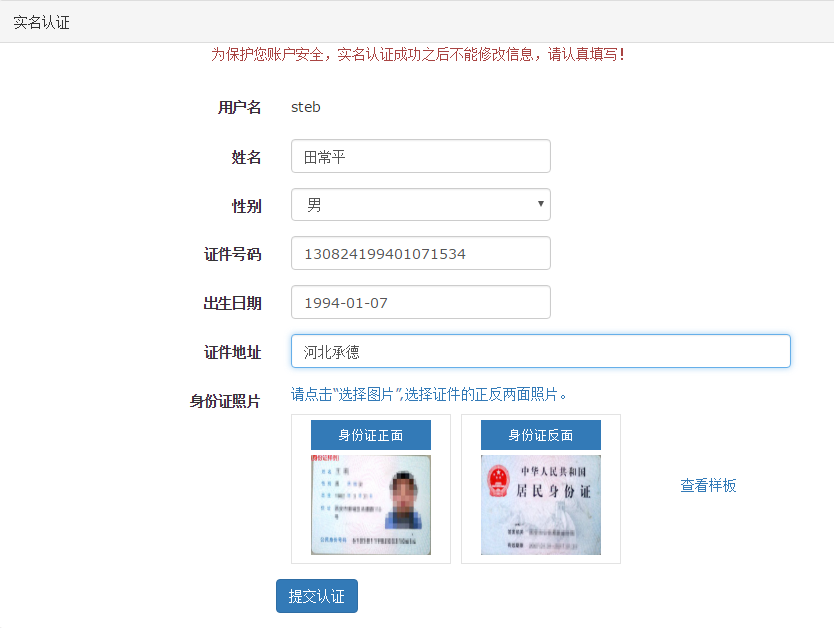 实名认证
为保护您账户安全，实名认证成功之后不能修改信息，请认真填写！
用户名 steb
姓名 田常平
性别 男
证件号码 130824199401071534
出生日期 1994-01-07
证件地址 河北承德
身份证照片 请点击“选择图片”,选择证件的正反两面照片。
身份证正面 身份证反面
中华人民共和国
居民身份证
查看样板
提交认证